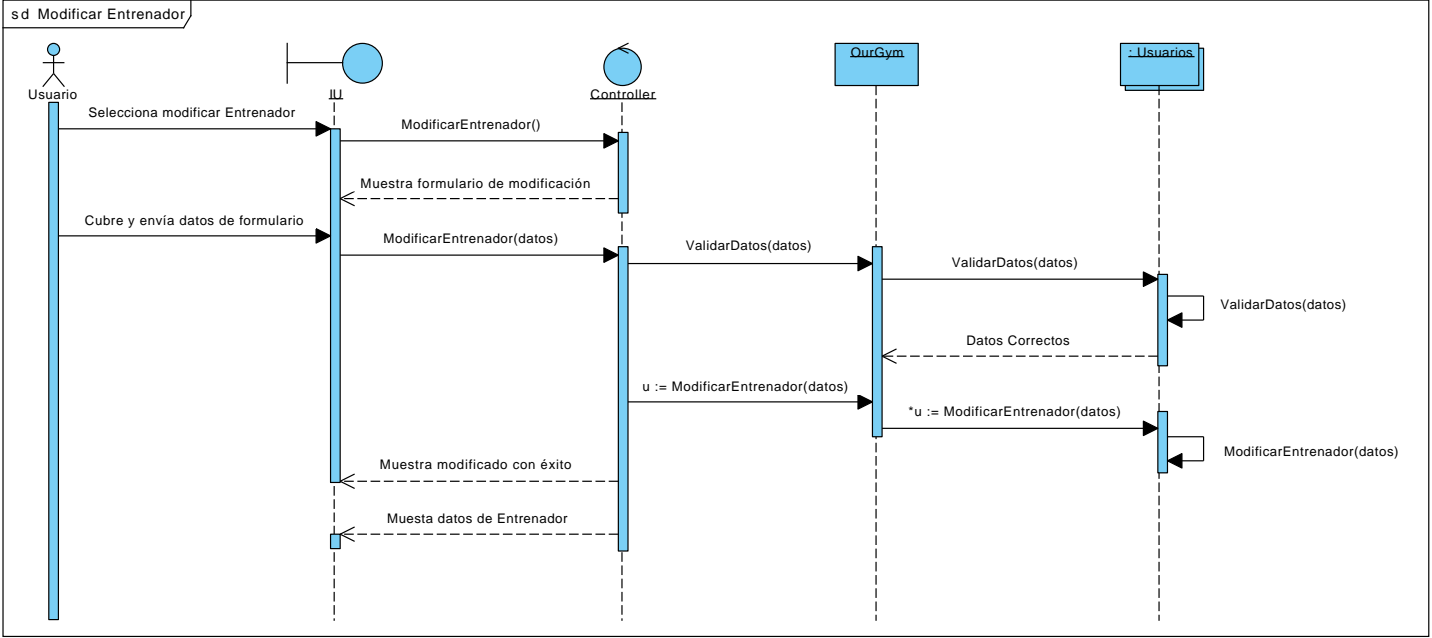 sd Modificar Entrenador
Usuario
IU
Controller
OurGym
: Usuarios
Selecciona modificar Entrenador
ModificarEntrenador()
Muestra formulario de modificación
Cubre y envía datos de formulario
ModificarEntrenador(datos)
ValidarDatos(datos)
ValidarDatos(datos)
ValidarDatos(datos)
Datos Correctos
u := ModificarEntrenador(datos)
*u := ModificarEntrenador(datos)
ModificarEntrenador(datos)
Muestra modificado con éxito
Muesta datos de Entrenador